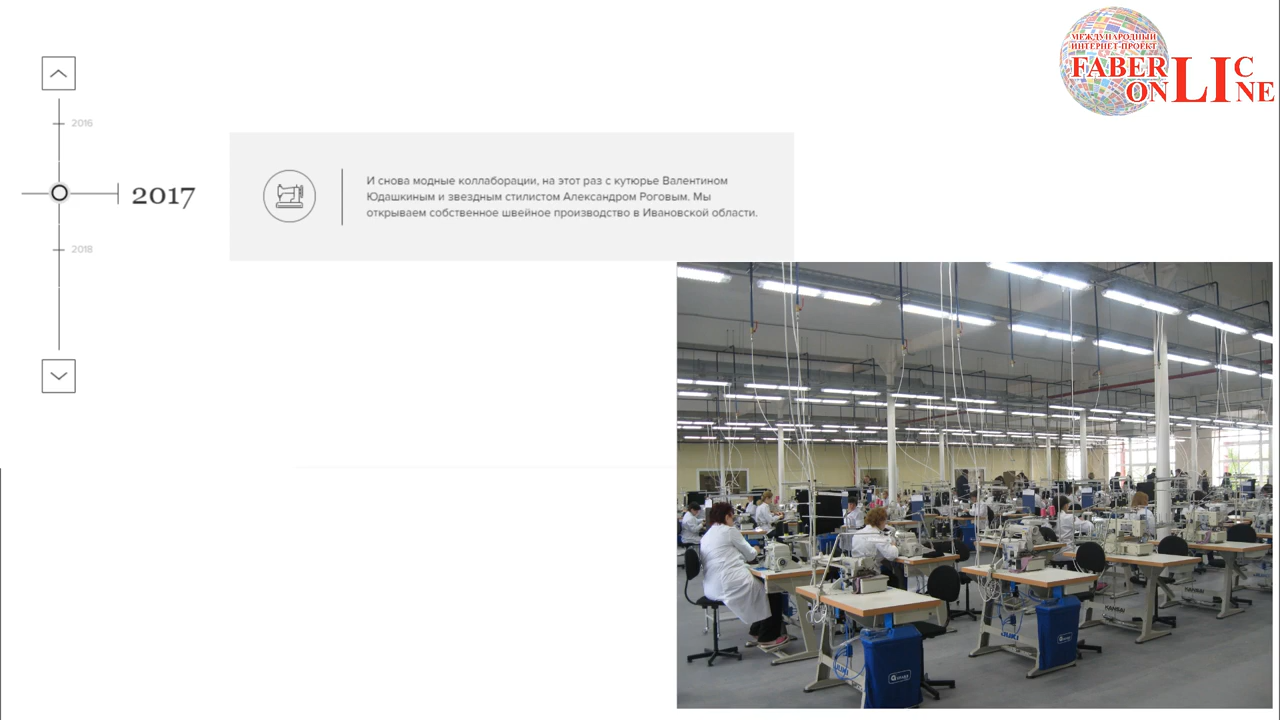 МЕЖДУНАРОДНЫЙ
ИНТЕРНЕТ-ПРОЕКТ
FABERLIC
ONLINE
2016
2017
2018
И снова модные коллаборации, на этот раз с кутюрье Валентином
Юдашкиным и звездным стилистом Александром Роговым. Мы
открываем собственное швейное производство в Ивановской области.
JUKI